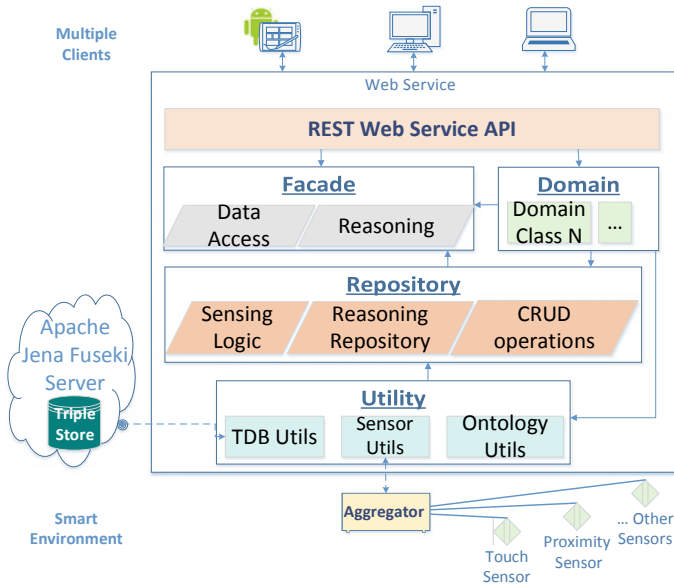 Multiple
Clients
Web Service
REST Web Service API
Facade
Data
Access
Reasoning
Domain
Domain
Class N
...
Repository
Sensing
Logic
Reasoning
Repository
CRUD
operations
Apache
Jena Fuseki
Server
Triple
Store
Utility
TDB Utils
Sensor
Utils
Ontology
Utils
Smart
Environment
Aggregator
Touch
Sensor
Proximity
Sensor
... Other
Sensors